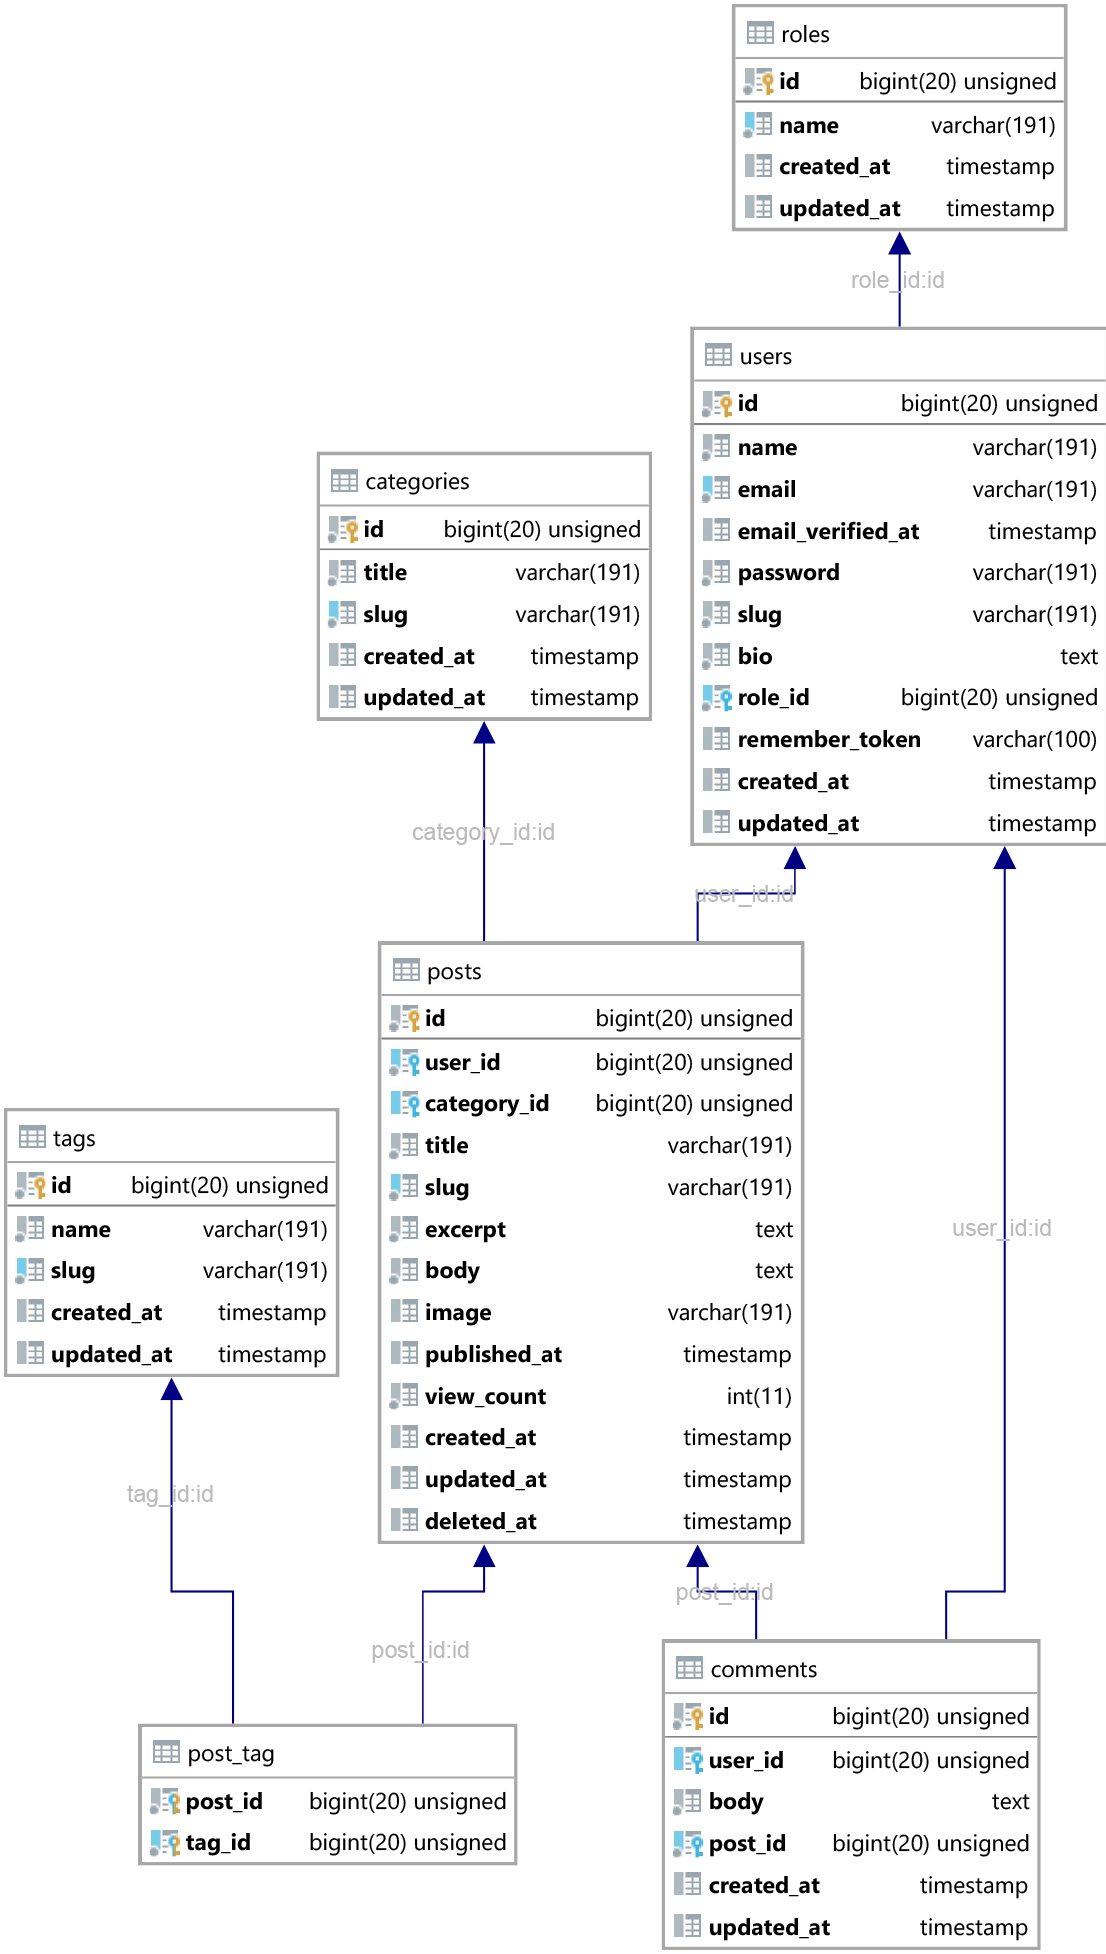 roles
id bigint(20) unsigned
name varchar(191)
created_at timestamp
updated_at timestamp
role_id:id
users
id bigint(20) unsigned
name varchar(191)
email varchar(191)
email_verified_at timestamp
password varchar(191)
slug varchar(191)
bio text
role_id bigint(20) unsigned
remember_token varchar(100)
created_at timestamp
updated_at timestamp
categories
id bigint(20) unsigned
title varchar(191)
slug varchar(191)
created_at timestamp
updated_at timestamp
category_id:id
user_id:id
posts
id bigint(20) unsigned
user_id bigint(20) unsigned
category_id bigint(20) unsigned
title varchar(191)
slug varchar(191)
excerpt text
body text
image varchar(191)
published_at timestamp
view_count int(11)
created_at timestamp
updated_at timestamp
deleted_at timestamp
tags
id bigint(20) unsigned
name varchar(191)
slug varchar(191)
created_at timestamp
updated_at timestamp
user_id:id
tag_id:id
post_id:id
post_id:id
post_tag
post_id bigint(20) unsigned
tag_id bigint(20) unsigned
comments
id bigint(20) unsigned
user_id bigint(20) unsigned
body text
post_id bigint(20) unsigned
created_at timestamp
updated_at timestamp